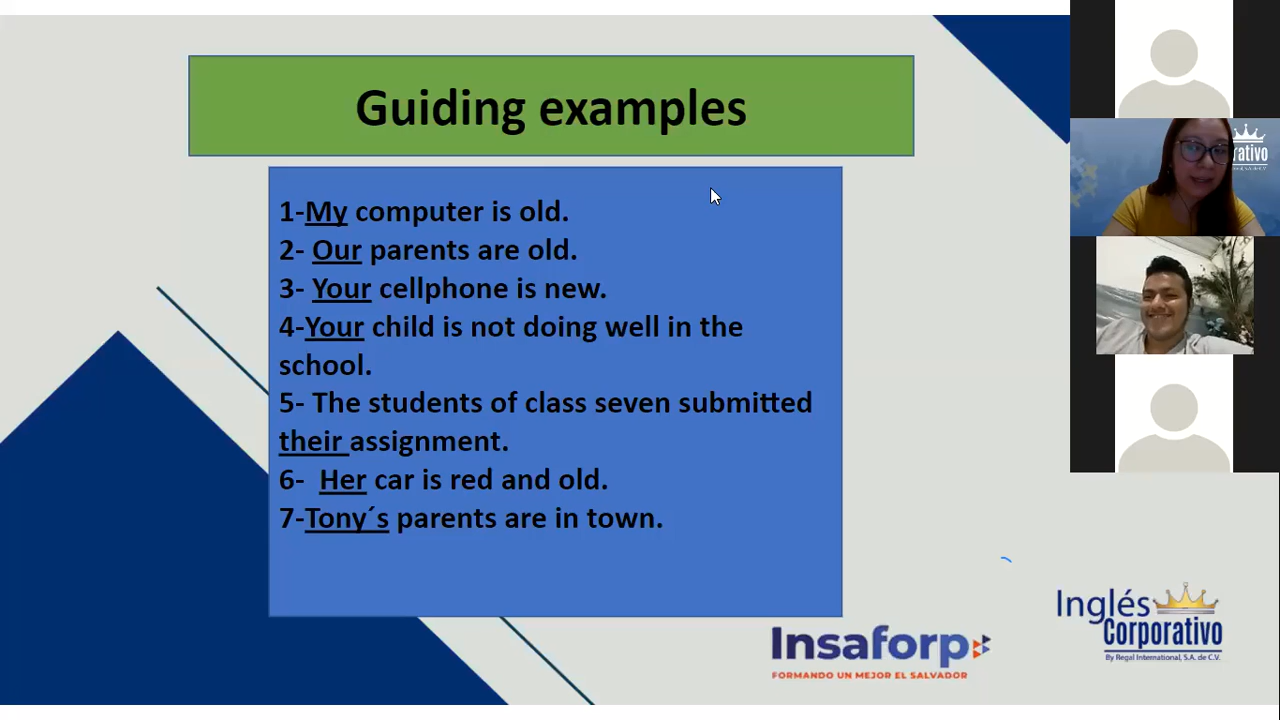 Guiding examples
1-My computer is old.
2- Our parents are old.
3- Your cellphone is new.
4-Your child is not doing well in the
school.
5- The students of class seven submitted
their assignment.
6- Her car is red and old.
7-Tony´s parents are in town.
Insaforp
FORMANDO UN MEJOR EL SALVADOR
Inglés
Corporativo
By Regal International, S.A. de C.V.
rativo